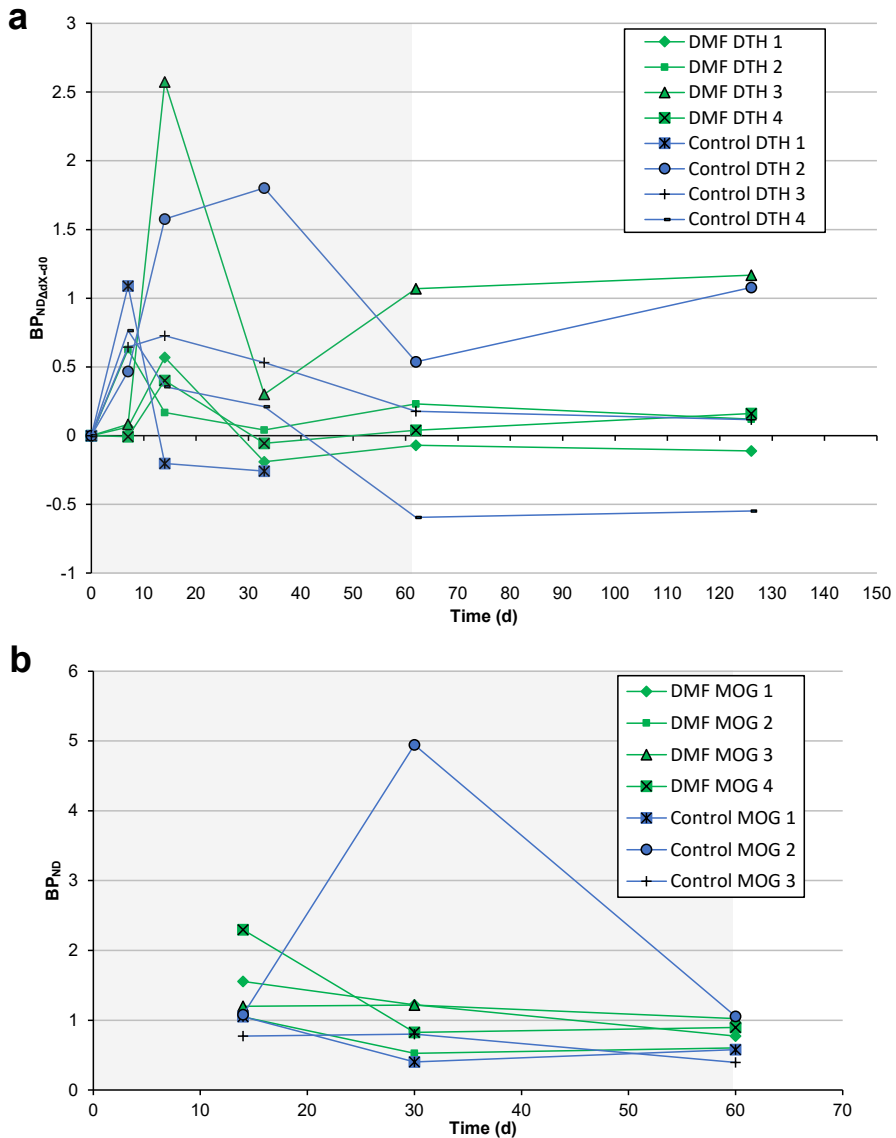 a
3
2.5
2
1.5
1
0.5
0
-0.5
-1
BP_NDΔdX-d0
DMF DTH 1
DMF DTH 2
DMF DTH 3
DMF DTH 4
Control DTH 1
Control DTH 2
Control DTH 3
Control DTH 4
0 10 20 30 40 50 60 70 80 90 100 110 120 130 140 150
Time (d)
b
6
5
4
3
2
1
0
BP_ND
DMF MOG 1
DMF MOG 2
DMF MOG 3
DMF MOG 4
Control MOG 1
Control MOG 2
Control MOG 3
0 10 20 30 40 50 60 70
Time (d)